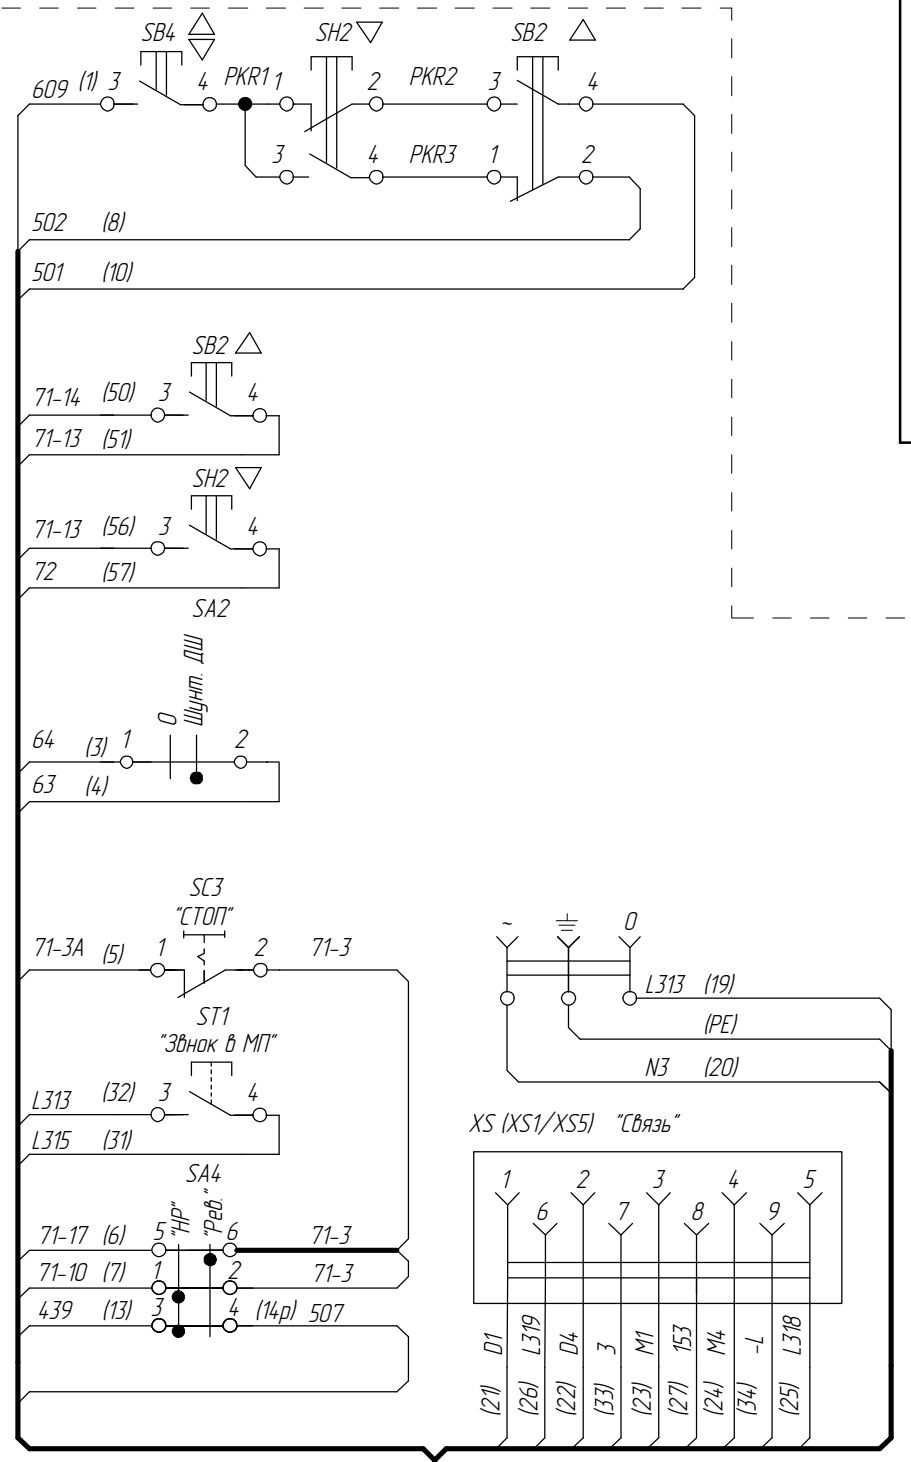 SB4 SH2 SB2
609 (1) 3 4 PKR1 1 2 PKR2 3 4
3 4 PKR3 1 2
502 (8)
501 (10)
SB2
71-14 (50) 3 4
71-13 (51)
SH2
71-13 (56) 3 4
72 (57)
SA2
0 Шунт. ДШ
64 (3) 1 2
63 (4)
SC3
"СТОП"
71-3А (5) 1 2 71-3
ST1
"Звнок в МП"
L313 (32) 3 4
L315 (31)
SA4
"НР" "Рев."
71-17 (6) 5 6 71-3
71-10 (7) 1 2 71-3
439 (13) 3 4 (14р) 507
~ 0
L313 (19)
(PE)
N3 (20)
XS (XS1/XS5) "Связь"
1 2 3 4 5
6 7 8 9
(21) D1
(26) L319
(22) D4
(33) 3
(23) M1
(27) 153
(24) M4
(34) -L
(25) L318